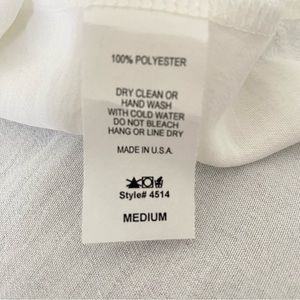 100% POLYESTER
DRY CLEAN OR
HAND WASH
WITH COLD WATER
DO NOT BLEACH
HANG OR LINE DRY
MADE IN U.S.A.
Style# 4514
MEDIUM